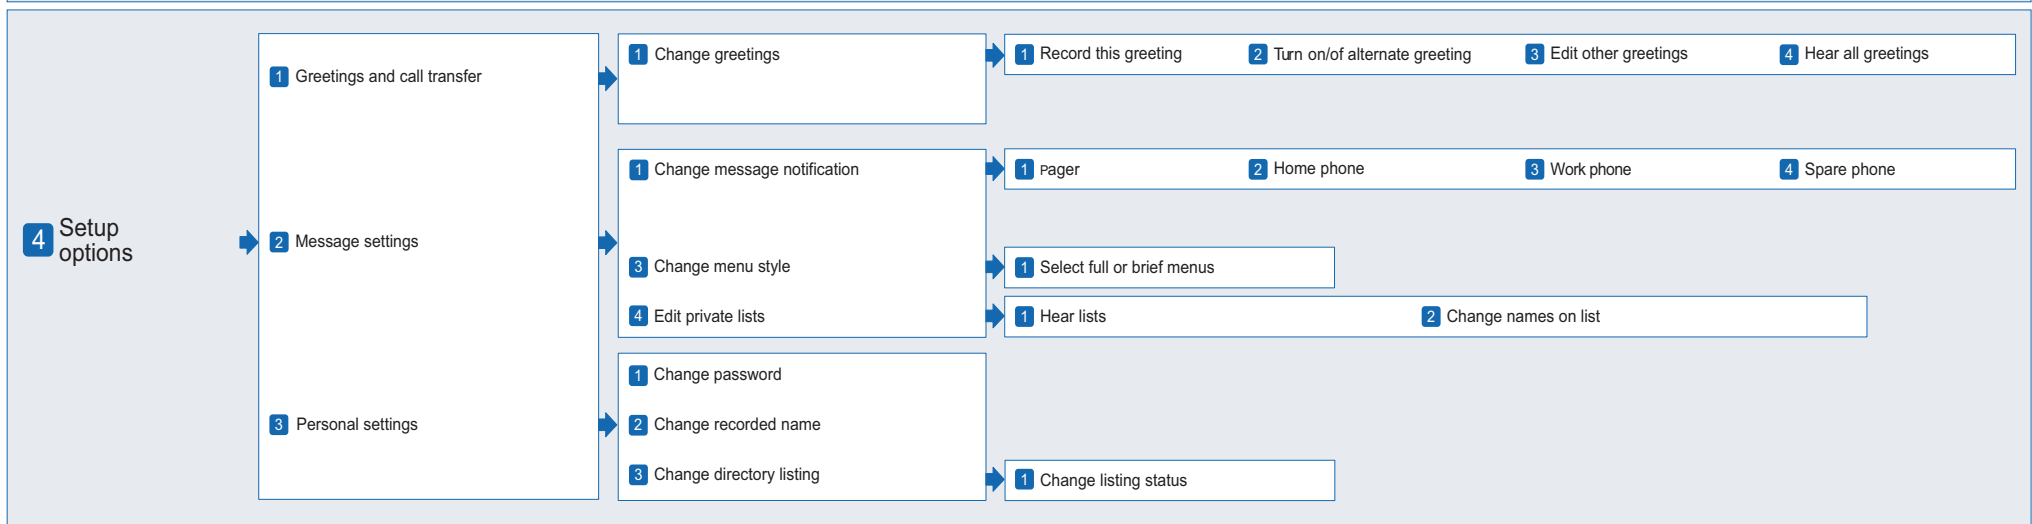 4 Setup
options
1 Greetings and call transfer
2 Message settings
3 Personal settings
1 Change greetings
1 Record this greeting 2 Turn on/of alternate greeting 3 Edit other greetings 4 Hear all greetings
1 Change message notification
1 Pager 2 Home phone 3 Work phone 4 Spare phone
3 Change menu style
1 Select full or brief menus
4 Edit private lists
1 Hear lists 2 Change names on list
1 Change password
2 Change recorded name
3 Change directory listing
1 Change listing status